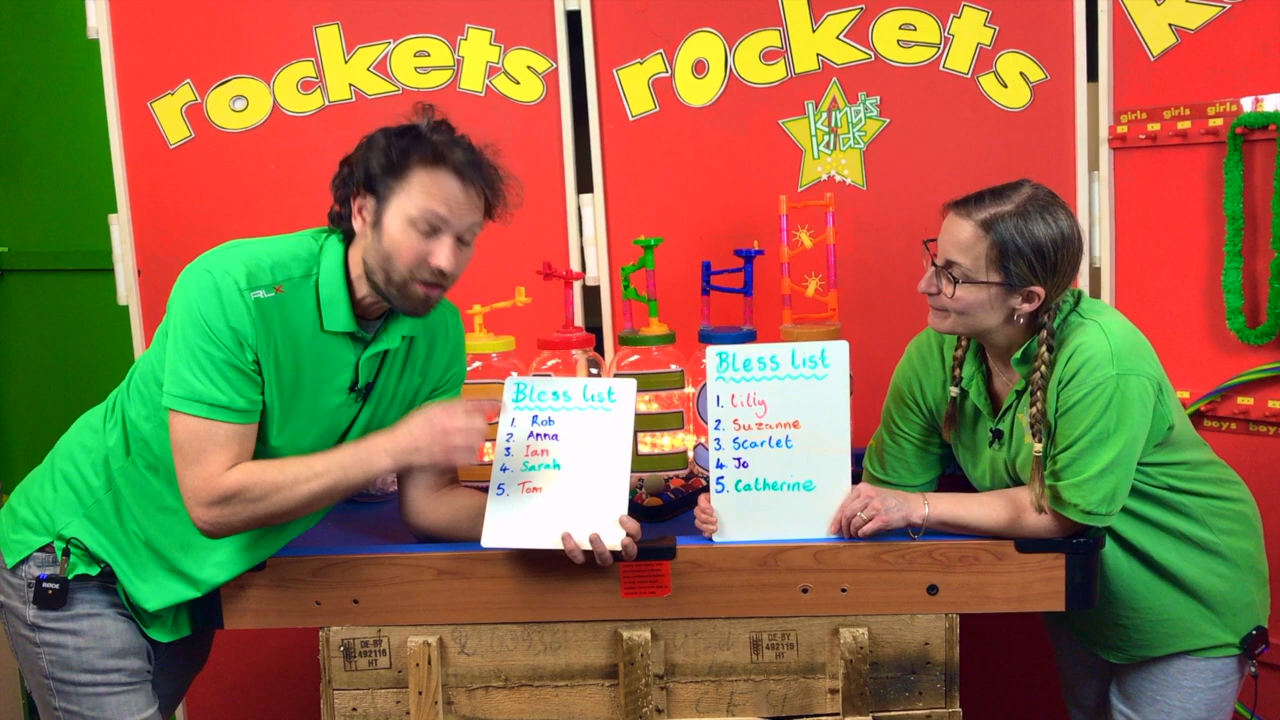 rockets
rockets
king's
kids
girls girls girls
boys boys
RLX
Bless list
1. Rob
2. Anna
3. Ian
4. Sarah
5. Tom
Bless list
1. Lilly
2. Suzanne
3. Scarlet
4. Jo
5. Catherine
RODE
DE-BY
492116
HT
DE-BY
492116
HT